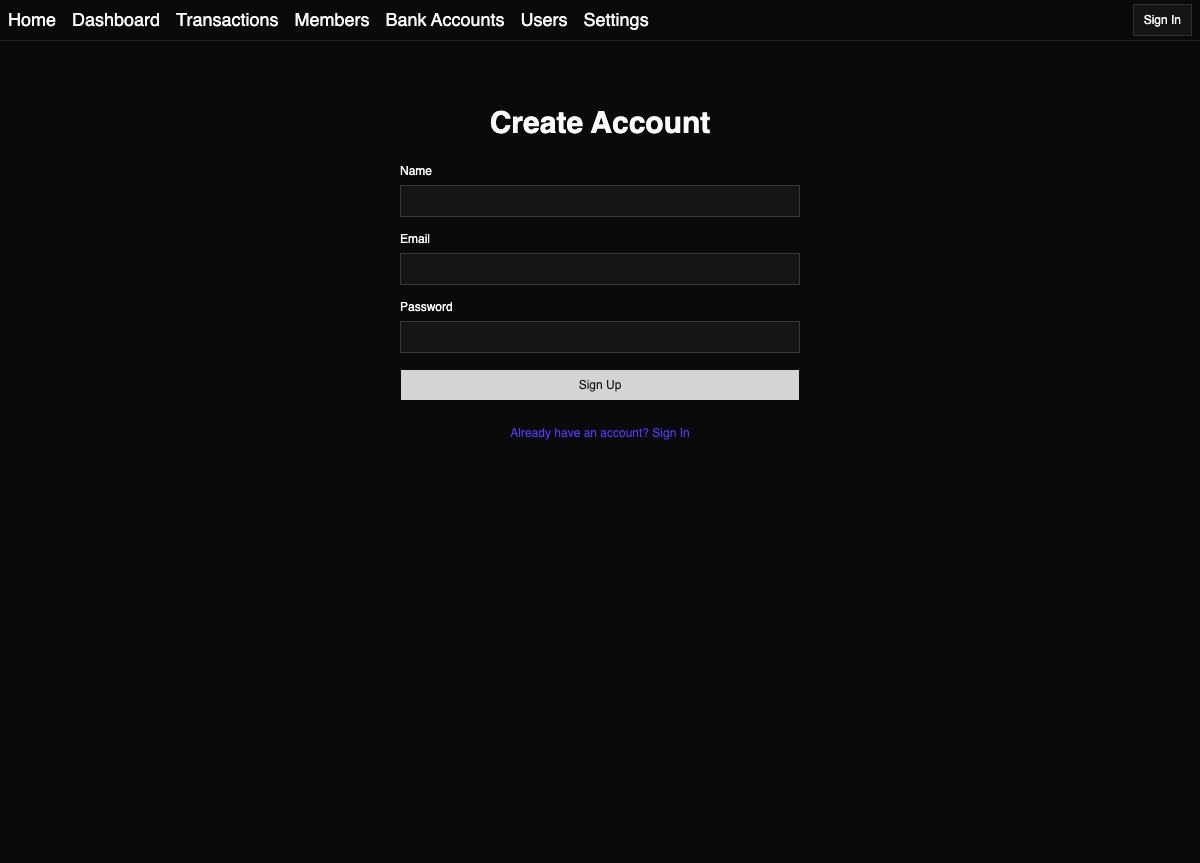 Home Dashboard Transactions Members Bank Accounts Users Settings Sign In
Create Account
Name
Email
Password
Sign Up
Already have an account? Sign In